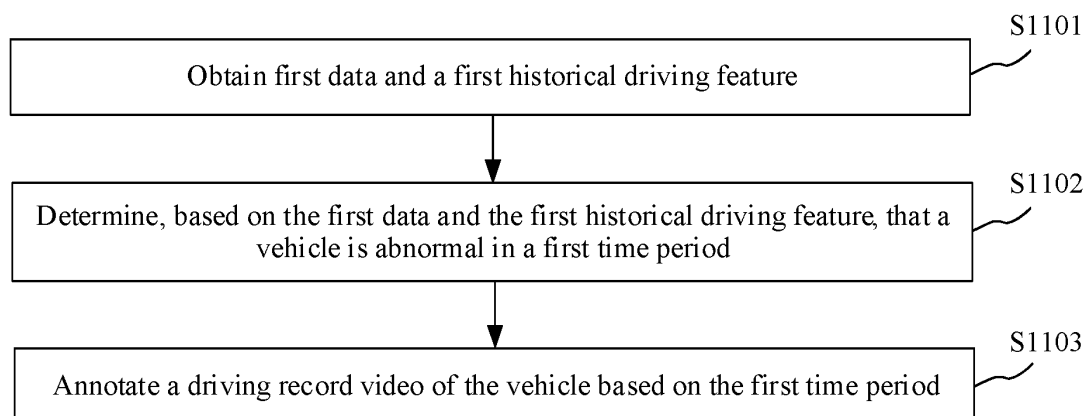 S1101
Obtain first data and a first historical driving feature
S1102
Determine, based on the first data and the first historical driving feature, that a
vehicle is abnormal in a first time period
S1103
Annotate a driving record video of the vehicle based on the first time period